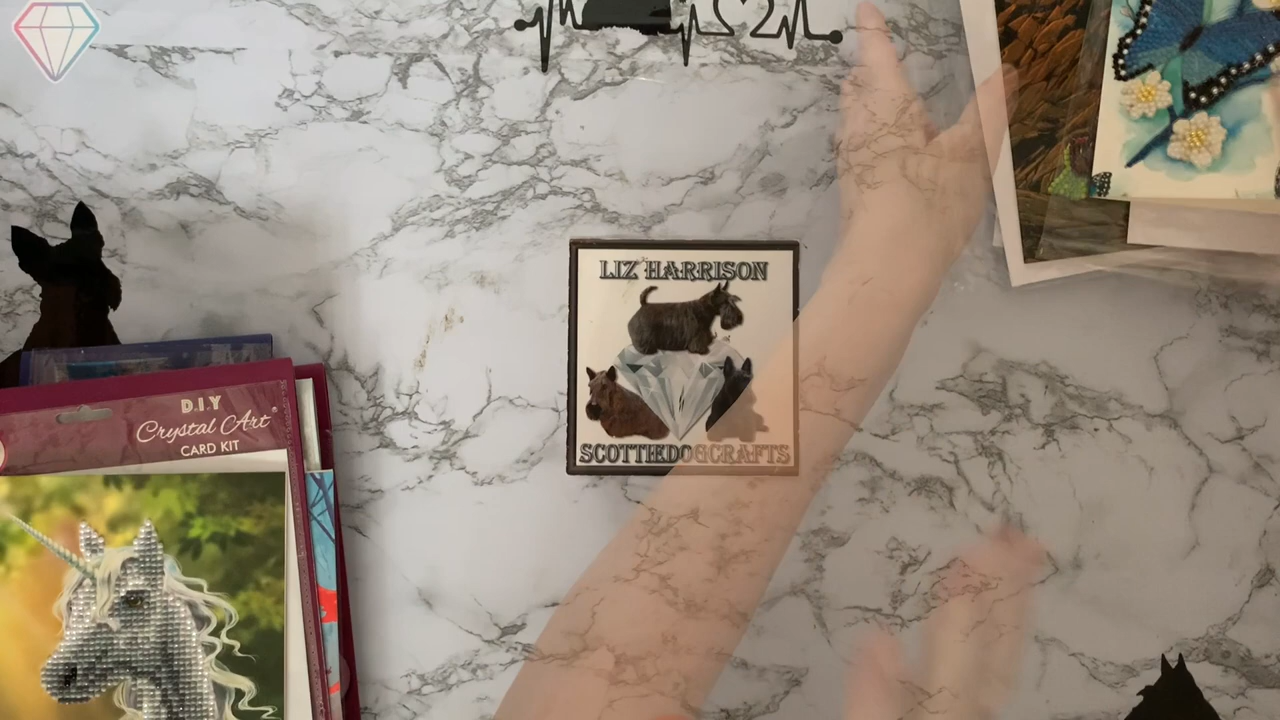 LIZ HARRISON
SCOTTIEDOGCRAFTS
D.I.Y
Crystal Art
CARD KIT